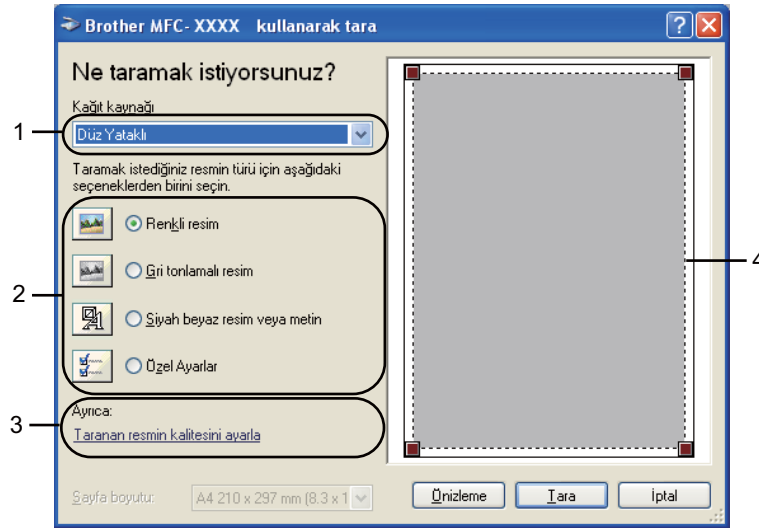 Brother MFC- XXXX kullanarak tara
Ne taramak istiyorsunuz?
Kağıt kaynağı
1
Düz Yataklı
Taramak istediğiniz resmin türü için aşağıdaki
seçeneklerden birini seçin.
2
Renkli resim
Gri tonlamalı resim
Siyah beyaz resim veya metin
Özel Ayarlar
3
Ayrıca:
Taranan resmin kalitesini ayarla
4
Sayfa boyutu:
A4 210 x 297 mm (8.3 x 1
Önizleme
Tara
İptal